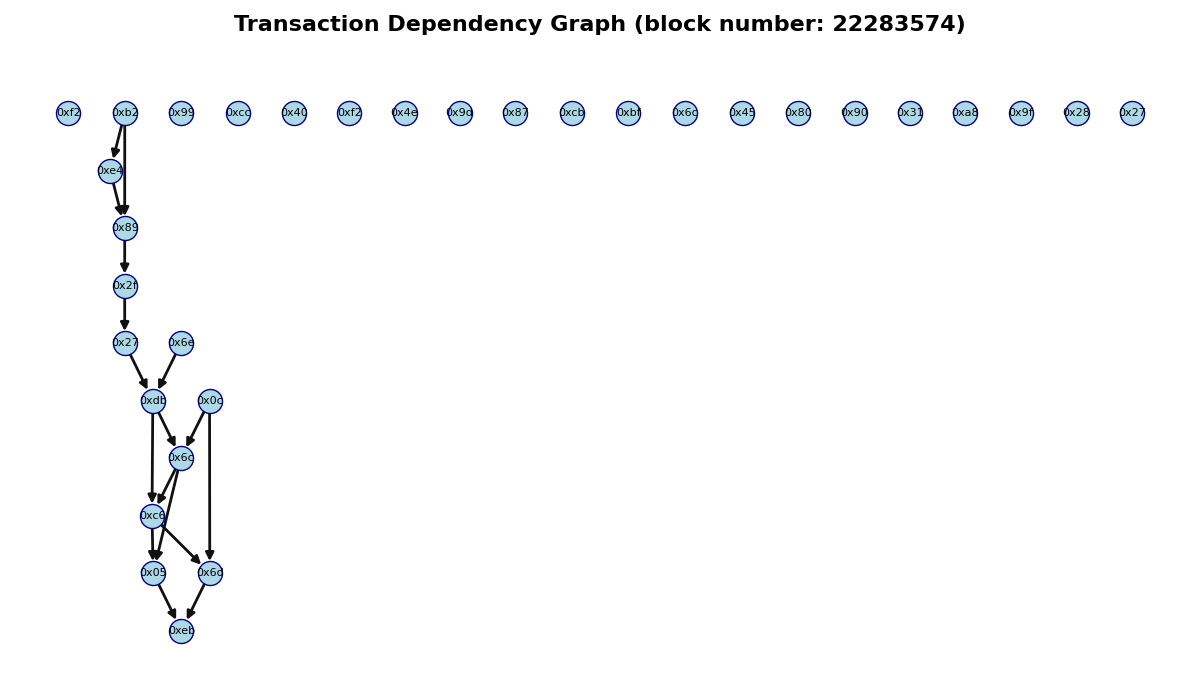 Transaction Dependency Graph (block number: 22283574)
0xf2 0xb2 0x99 0xcc 0x40 0xf2 0x4e 0x9d 0x87 0xcb 0xbf 0x6c 0x45 0x80 0x90 0x31 0xa8 0x9f 0x28 0x27
0xe4
0x89
0x2f
0x27 0x6e
0xdb 0x0c
0x6c
0xc6
0x05 0x6d
0xeb